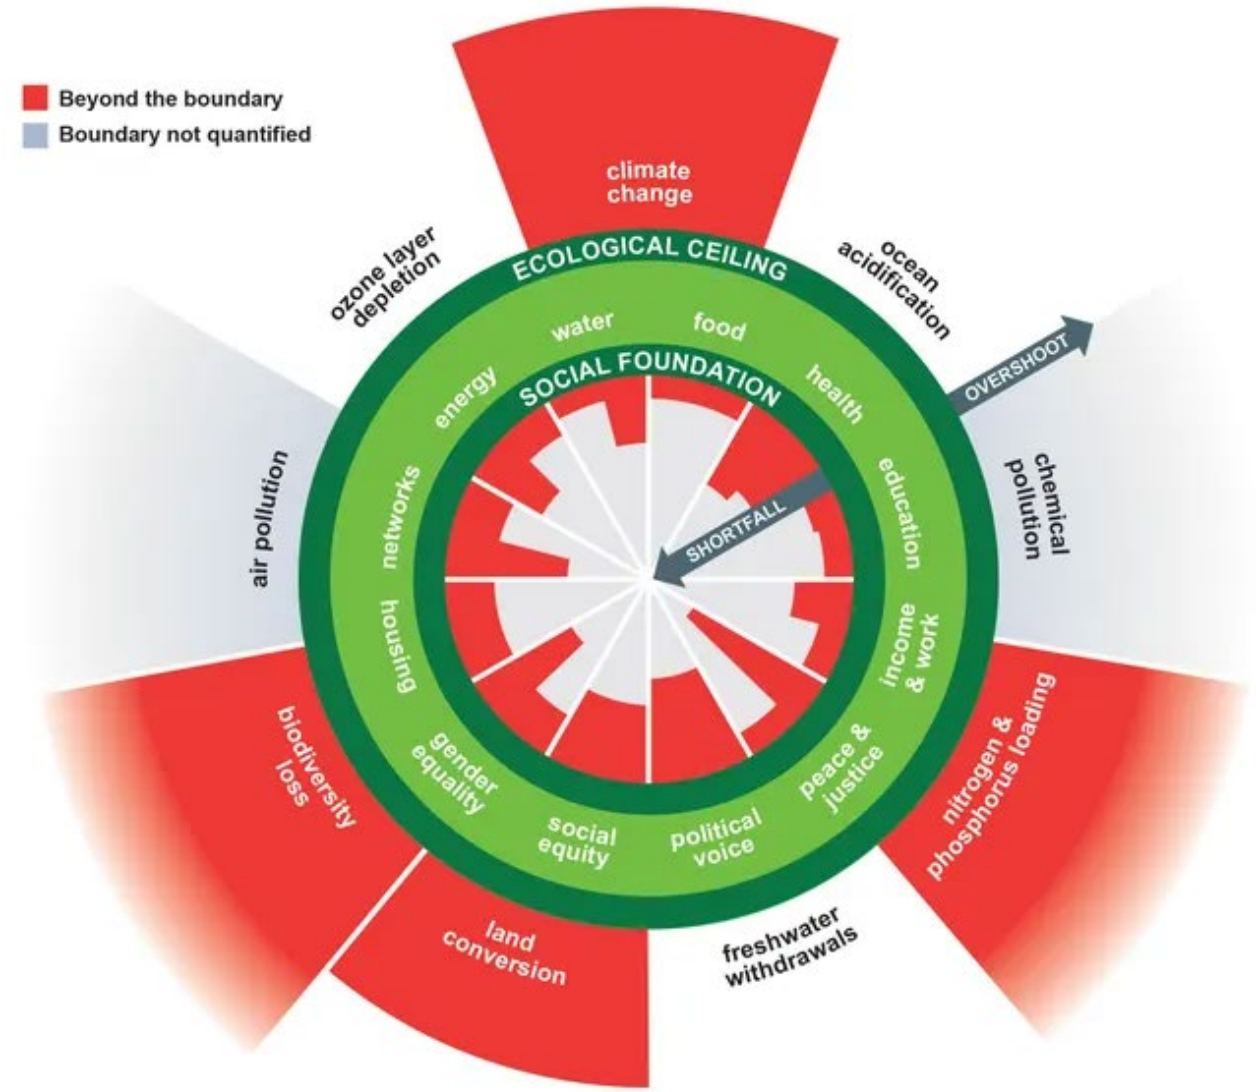 Beyond the boundary
Boundary not quantified
climate
change
ozone layer
depletion
ECOLOGICAL CEILING
ocean
acidification
water
food
OVERSHOOT
SOCIAL FOUNDATION
energy
health
air pollution
networks
SHORTFALL
education
chemical
pollution
housing
income
& work
biodiversity
loss
gender
equality
peace &
justice
nitrogen &
phosphorus loading
social
equity
political
voice
land
conversion
freshwater
withdrawals